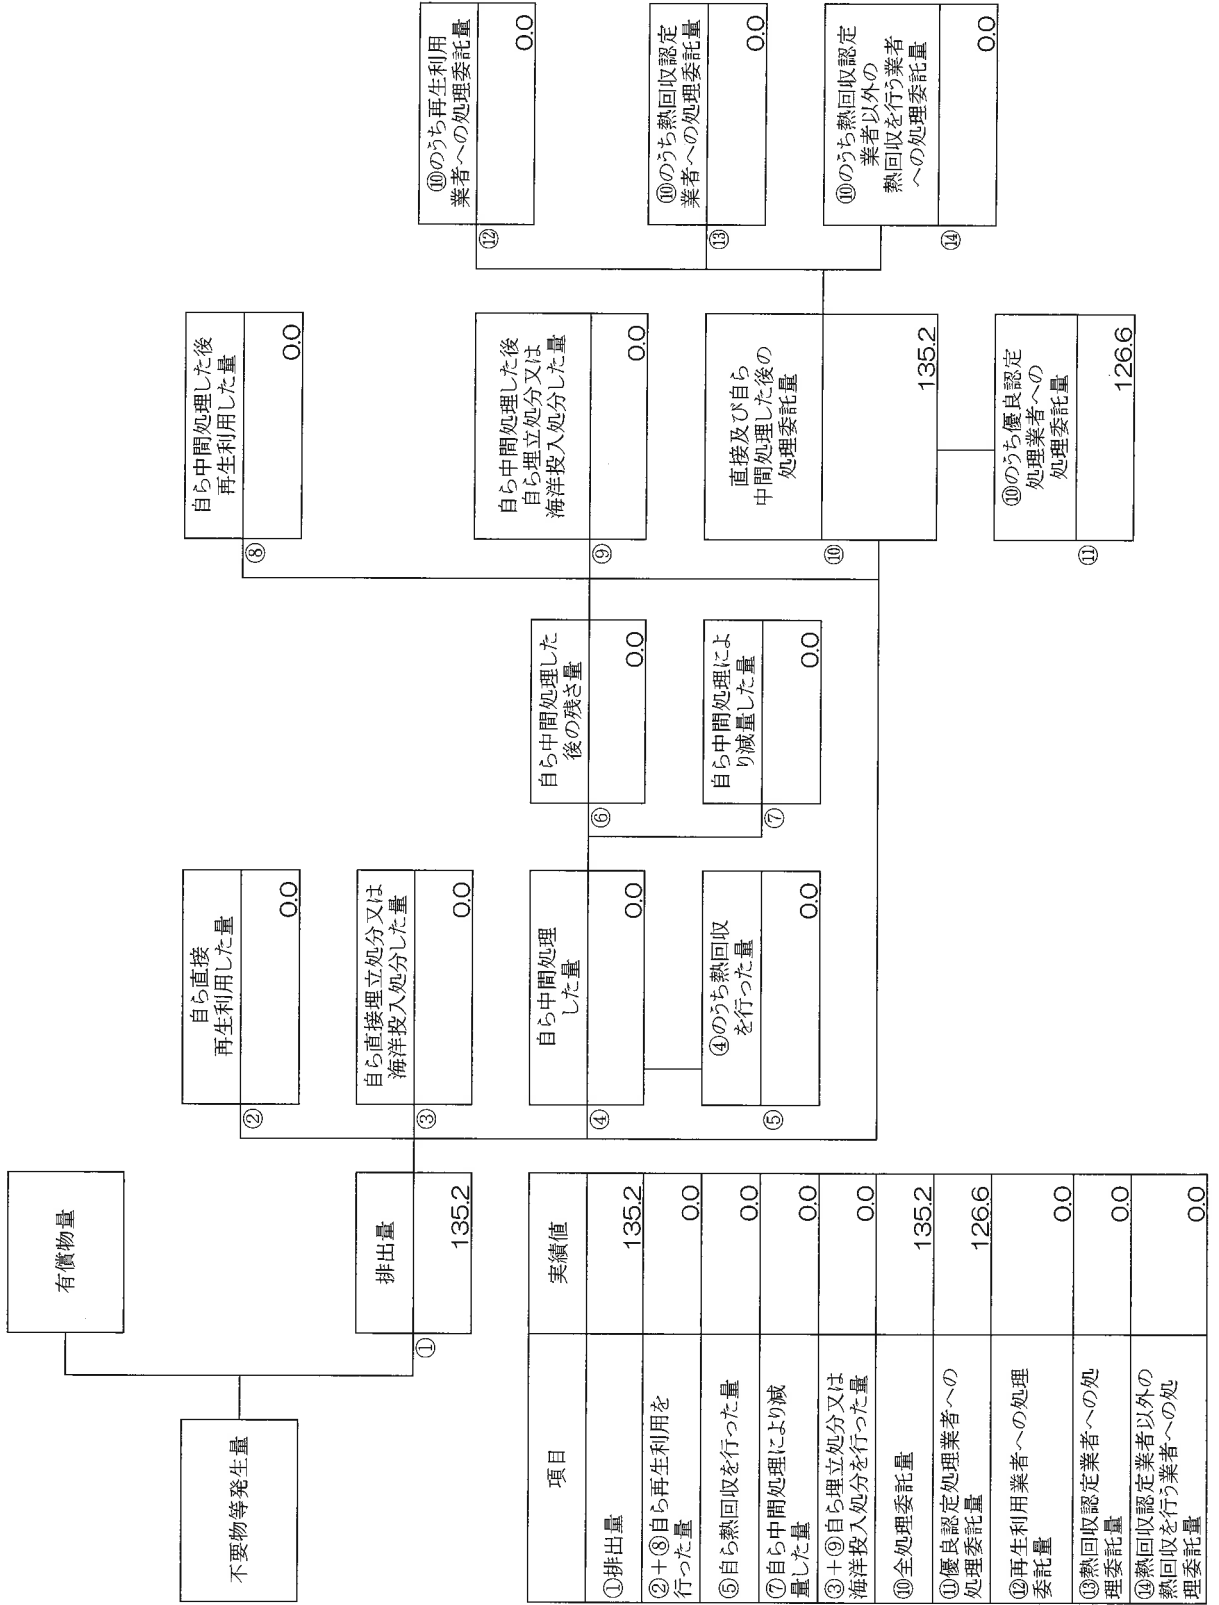 有償物量
不要物等発生量
排出量
①
135.2
自ら直接
再生利用した量
②
0.0
自ら直接埋立処分又は
海洋投入処分した量
③
0.0
自ら中間処理
した量
④
0.0
④のうち熱回収
を行った量
⑤
0.0
自ら中間処理した
後の残さ量
⑥
0.0
自ら中間処理によ
り減量した量
⑦
0.0
自ら中間処理した後
再生利用した量
⑧
0.0
自ら中間処理した後
自ら埋立処分又は
海洋投入処分した量
⑨
0.0
直接及び自ら
中間処理した後の
処理委託量
⑩
135.2
⑩のうち優良認定
処理業者への
処理委託量
⑪
126.6
⑩のうち再生利用
業者への処理委託量
⑫
0.0
⑩のうち熱回収認定
業者への処理委託量
⑬
0.0
⑩のうち熱回収認定
業者以外の
熱回収を行う業者
への処理委託量
⑭
0.0
項目 実績値
①排出量 135.2
②+⑧自ら再生利用を
行った量 0.0
⑤自ら熱回収を行った量 0.0
⑦自ら中間処理により減
量した量 0.0
③+⑨自ら埋立処分又は
海洋投入処分を行った量 0.0
⑩全処理委託量 135.2
⑪優良認定処理業者への
処理委託量 126.6
⑫再生利用業者への処理
委託量 0.0
⑬熱回収認定業者への処
理委託量 0.0
⑭熱回収認定業者以外の
熱回収を行う業者への処
理委託量 0.0